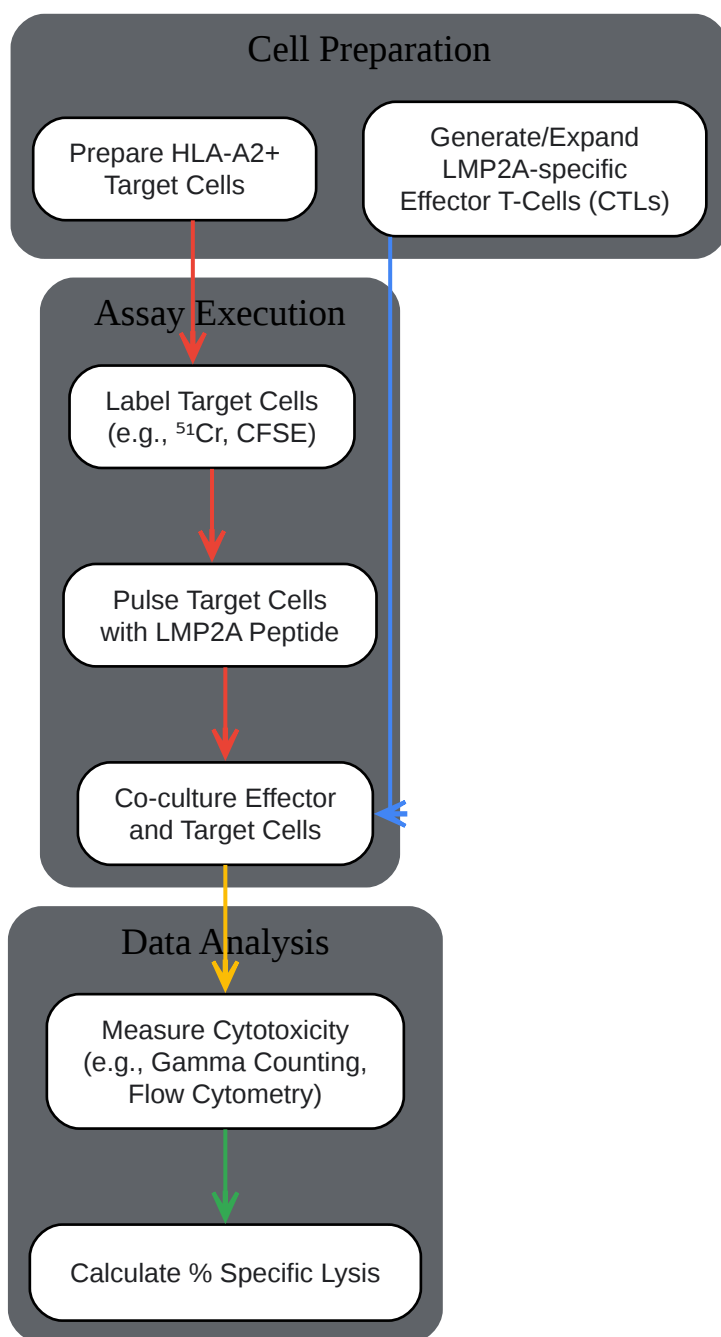 Cell Preparation
Prepare HLA-A2+
Target Cells
Generate/Expand
LMP2A-specific
Effector T-Cells (CTLs)
Assay Execution
Label Target Cells
(e.g., ⁵¹Cr, CFSE)
Pulse Target Cells
with LMP2A Peptide
Co-culture Effector
and Target Cells
Data Analysis
Measure Cytotoxicity
(e.g., Gamma Counting,
Flow Cytometry)
Calculate % Specific Lysis